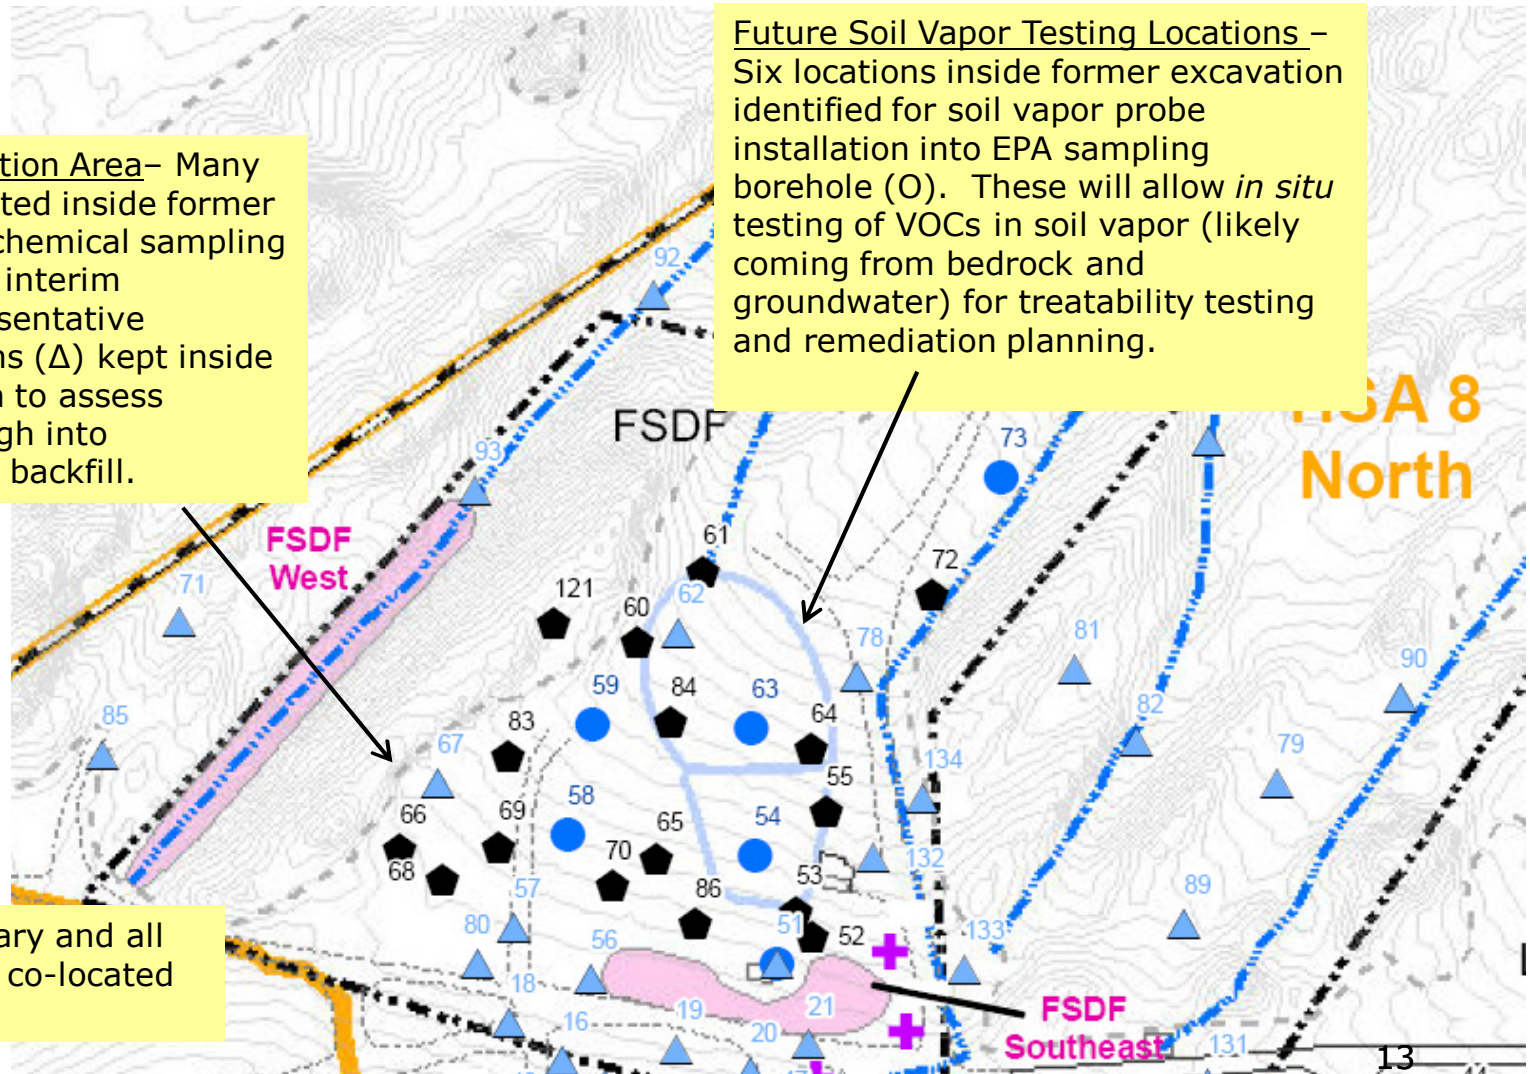 Future Soil Vapor Testing Locations –
Six locations inside former excavation
identified for soil vapor probe
installation into EPA sampling
borehole (O). These will allow in situ
testing of VOCs in soil vapor (likely
coming from bedrock and
groundwater) for treatability testing
and remediation planning.
tion Area– Many
ted inside former
chemical sampling
interim
sentative
ns (Δ) kept inside
to assess
gh into
backfill.
92
FSDF
SA 8
North
73
93
FSDF
West
61
72
71
121
60
62
78
81
90
59
84
63
64
82
85
83
67
79
134
55
58
54
66
69
65
70
132
68
53
57
86
89
ary and all
co-located
80
56
51
52
133
18
19
21
16
20
FSDF
Southeast
131
13